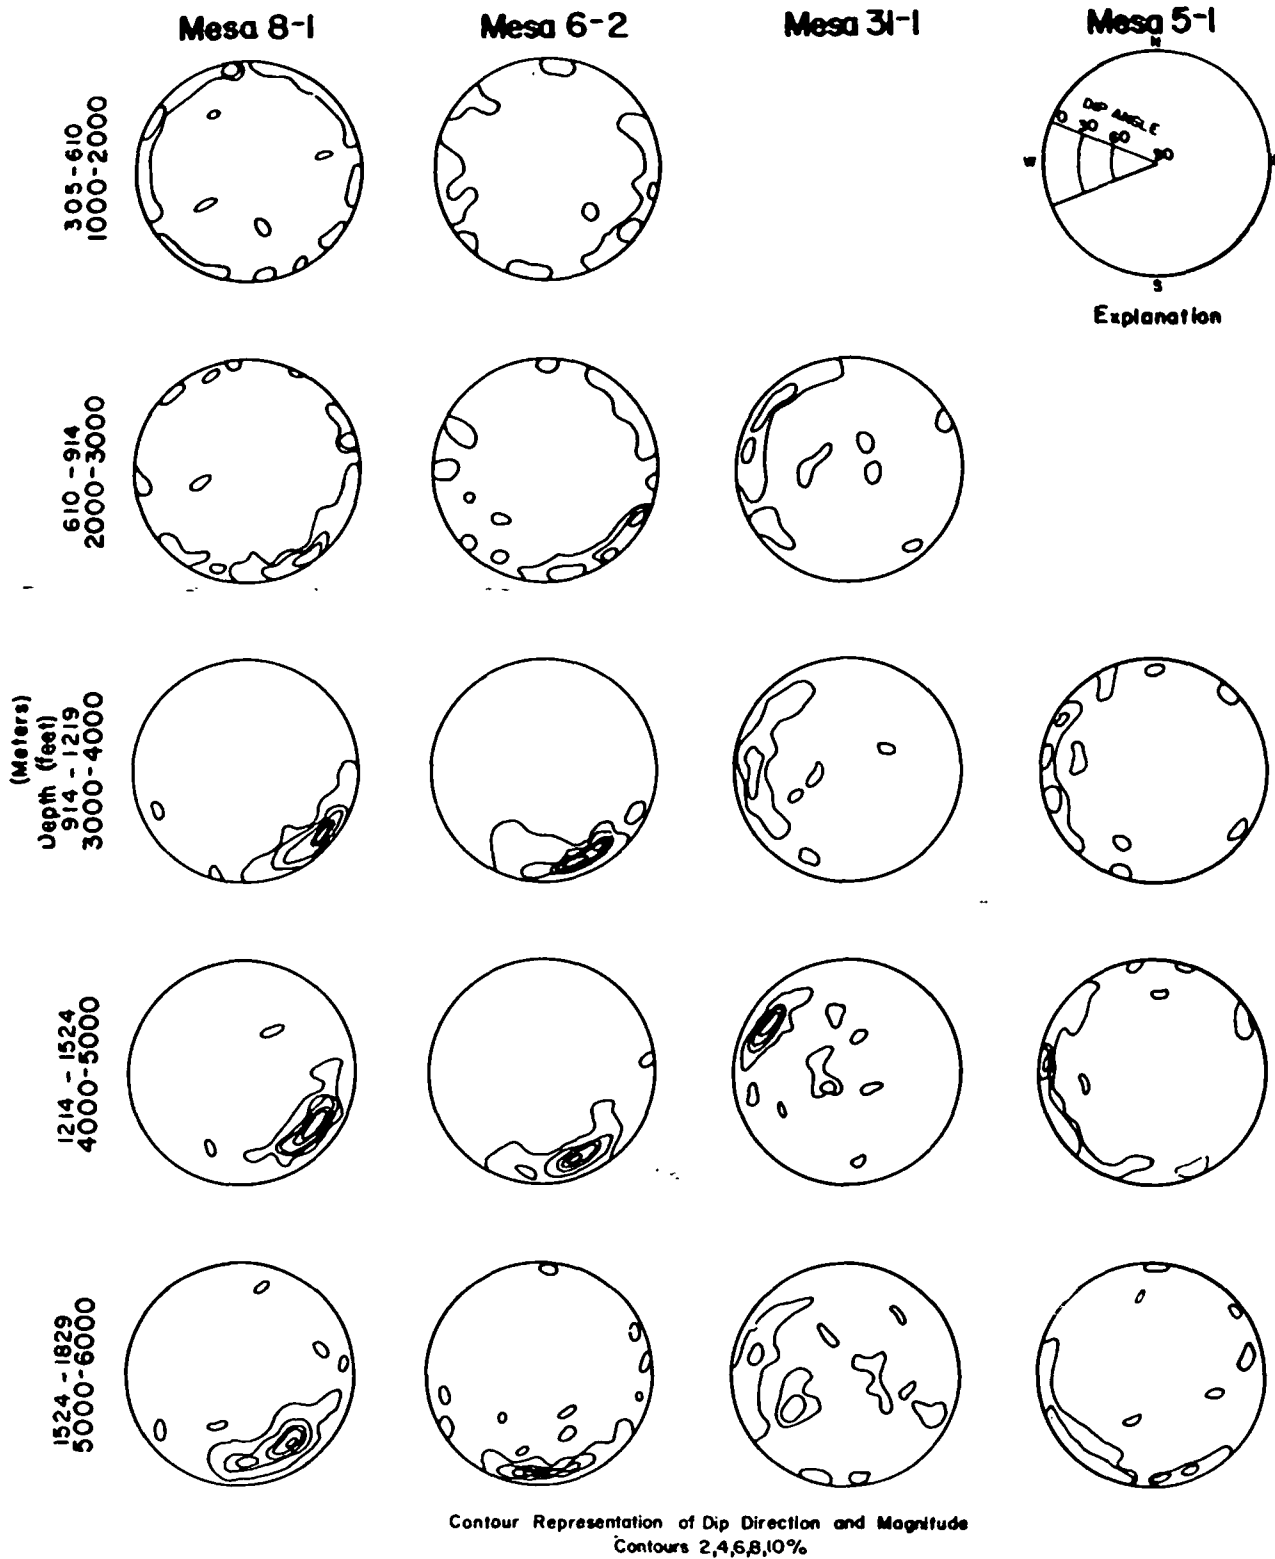 Mesa 8-1
Mesa 6-2
Mesa 31-1
Mesa 5-1
N
DIP ANGLE
0 30 60 90
W
S
Explanation
305-610
1000-2000
610-914
2000-3000
(Meters)
Depth (feet)
914-1219
3000-4000
1214-1524
4000-5000
1524-1829
5000-6000
Contour Representation of Dip Direction and Magnitude
Contours 2,4,6,8,10%